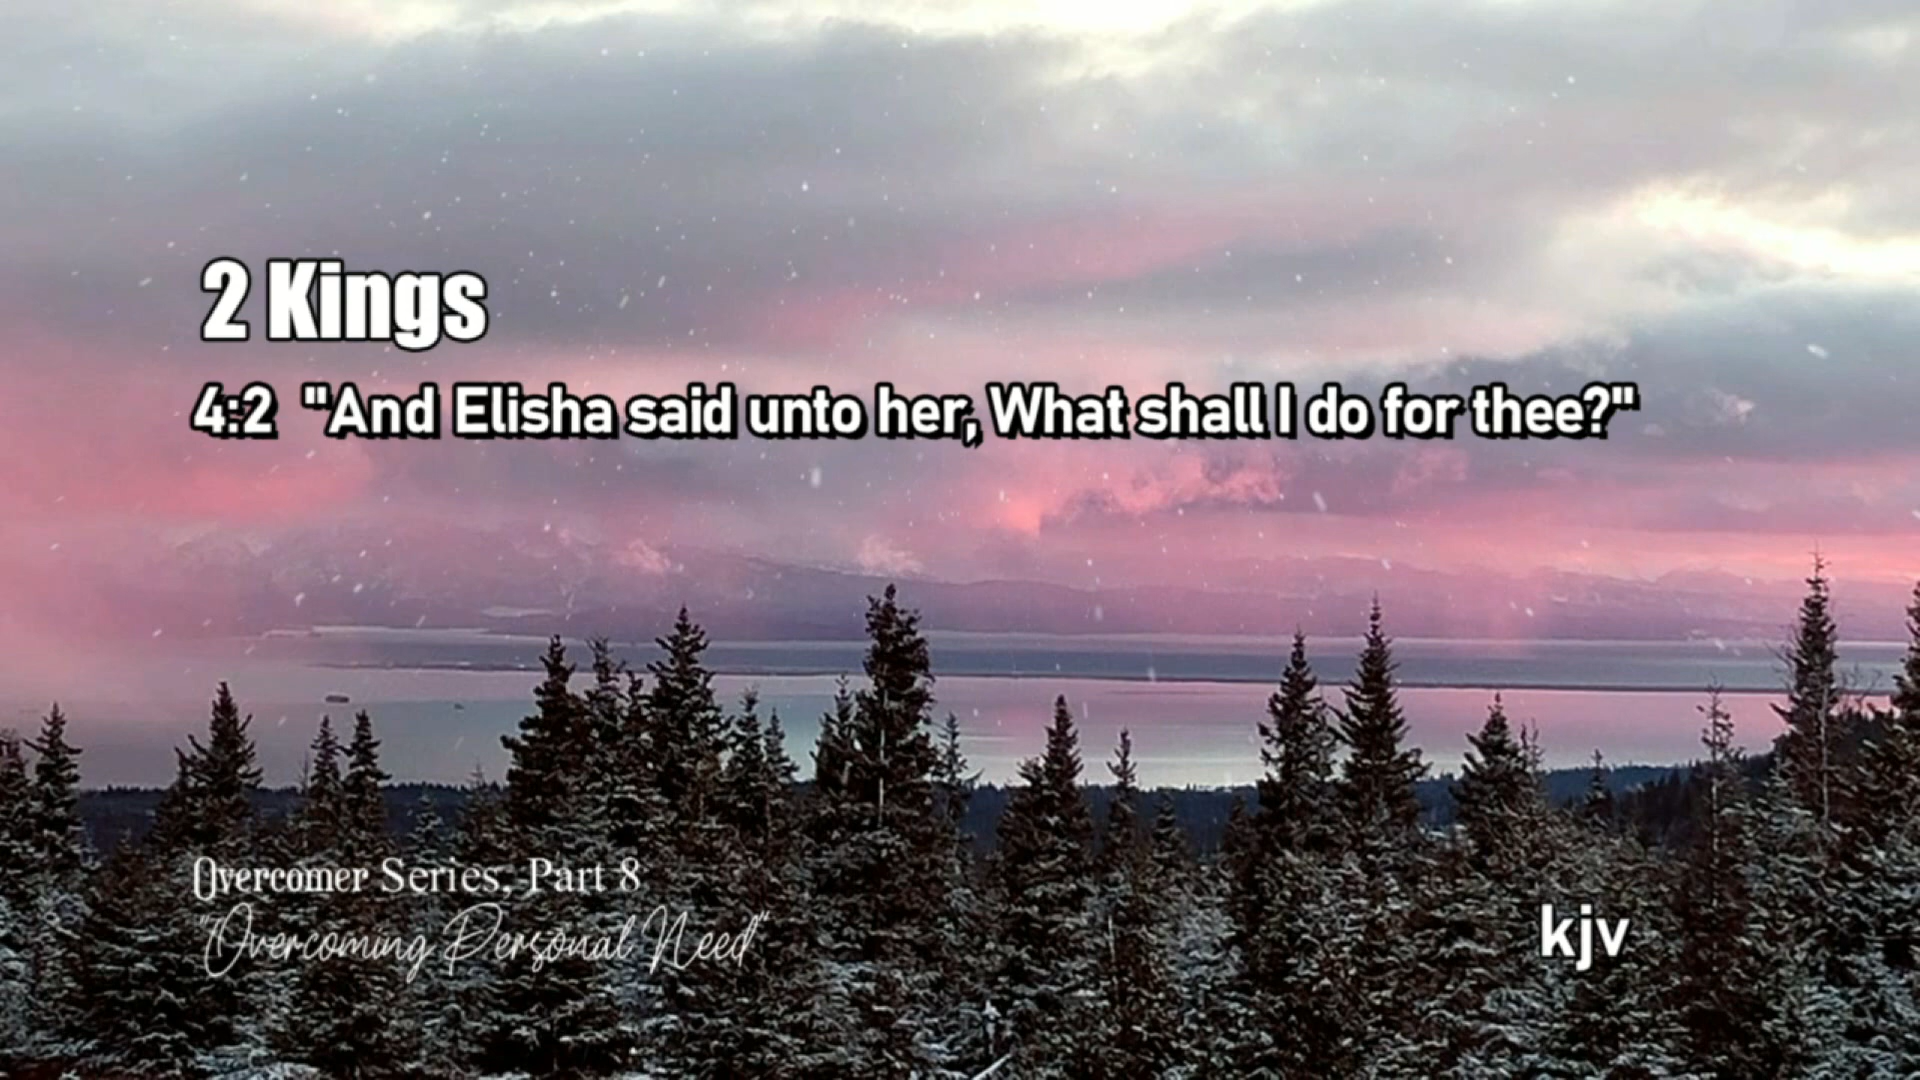 2 Kings
4:2 "And Elisha said unto her, What shall I do for thee?"
Overcomer Series, Part 8
"Overcoming Personal Need"
kjv